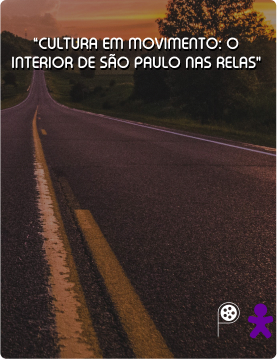 “CULTURA EM MOVIMENTO: O
INTERIOR DE SÃO PAULO NAS RELAS”